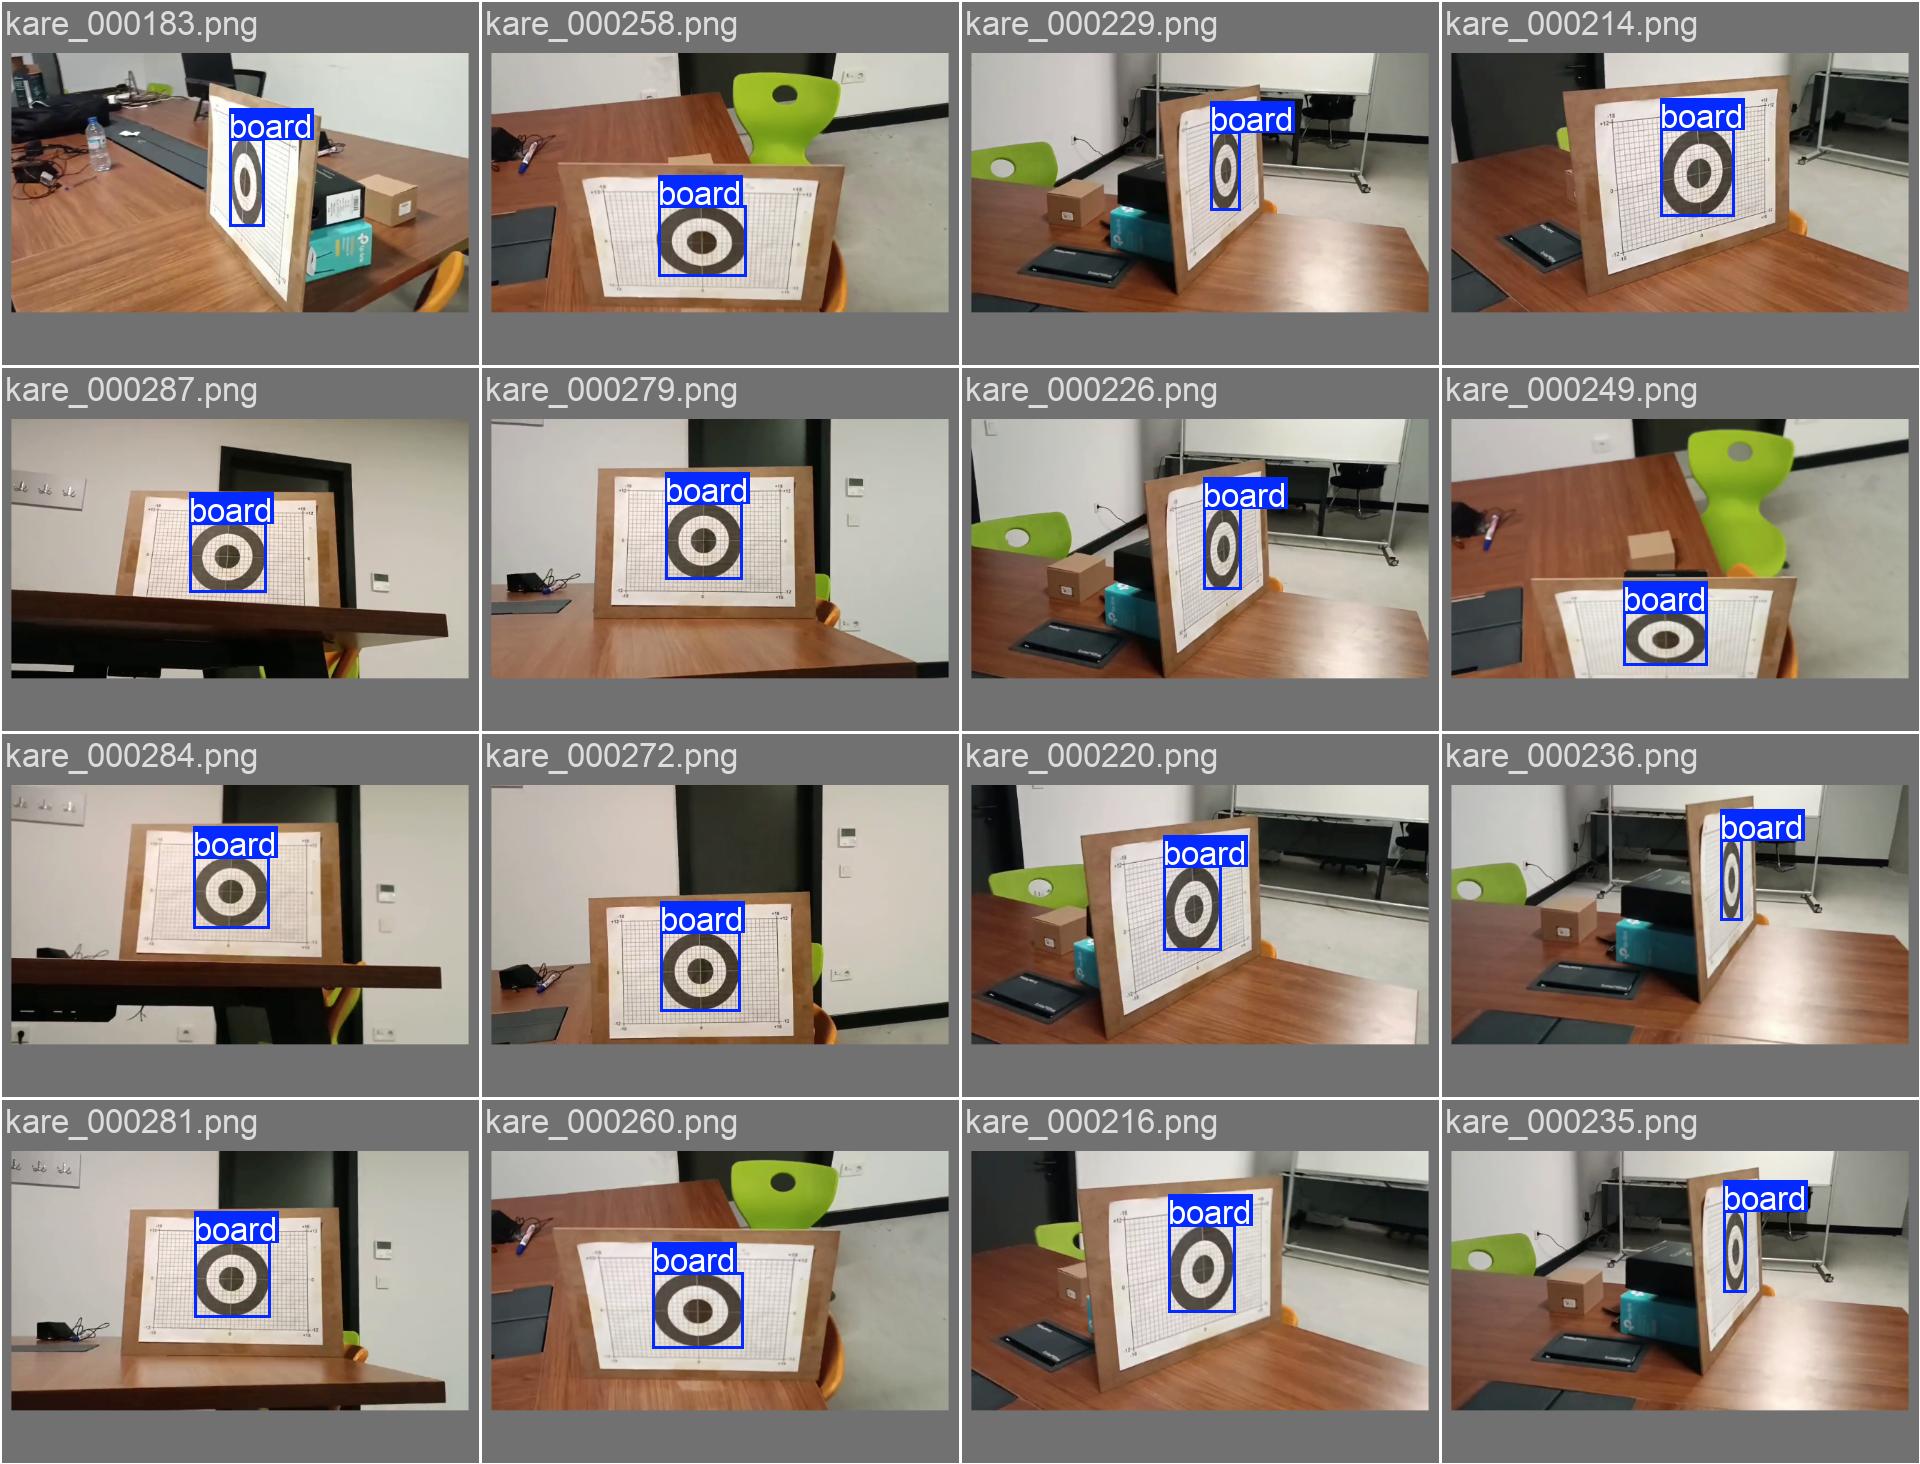 kare_000183.png
kare_000258.png
kare_000229.png
kare_000214.png
board
board
board
board
kare_000287.png
kare_000279.png
kare_000226.png
kare_000249.png
board
board
board
board
kare_000284.png
kare_000272.png
kare_000220.png
kare_000236.png
board
board
board
board
kare_000281.png
kare_000260.png
kare_000216.png
kare_000235.png
board
board
board
board